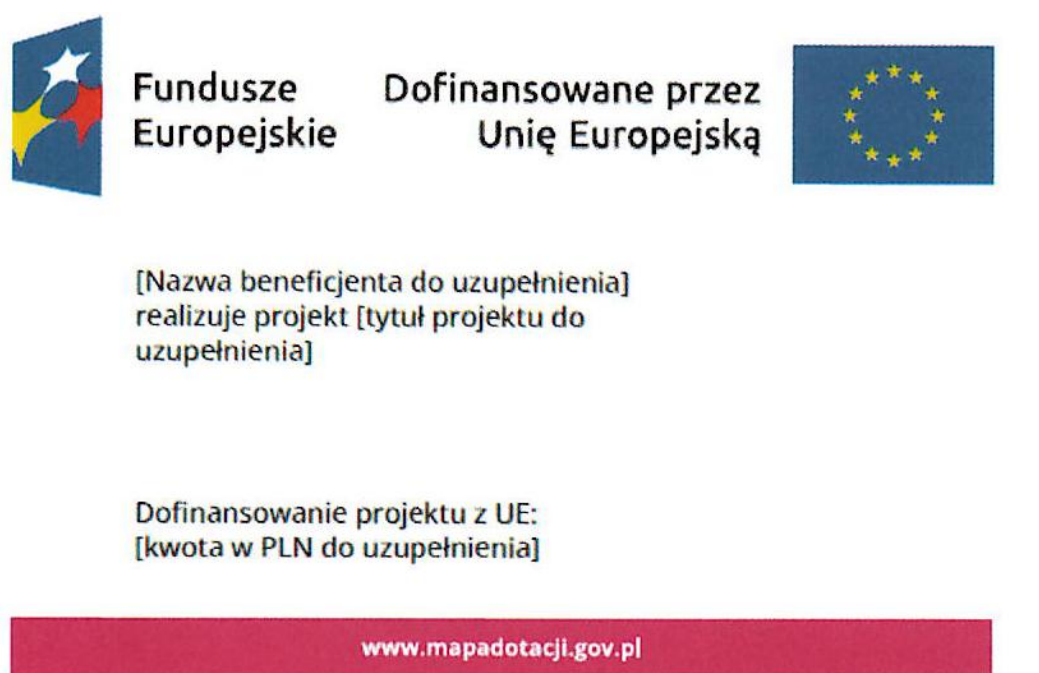 Fundusze
Europejskie
Dofinansowane przez
Unię Europejską
[Nazwa beneficjenta do uzupełnienia]
realizuje projekt [tytuł projektu do
uzupełnienia]
Dofinansowanie projektu z UE:
[kwota w PLN do uzupełnienia]
www.mapadotacji.gov.pl